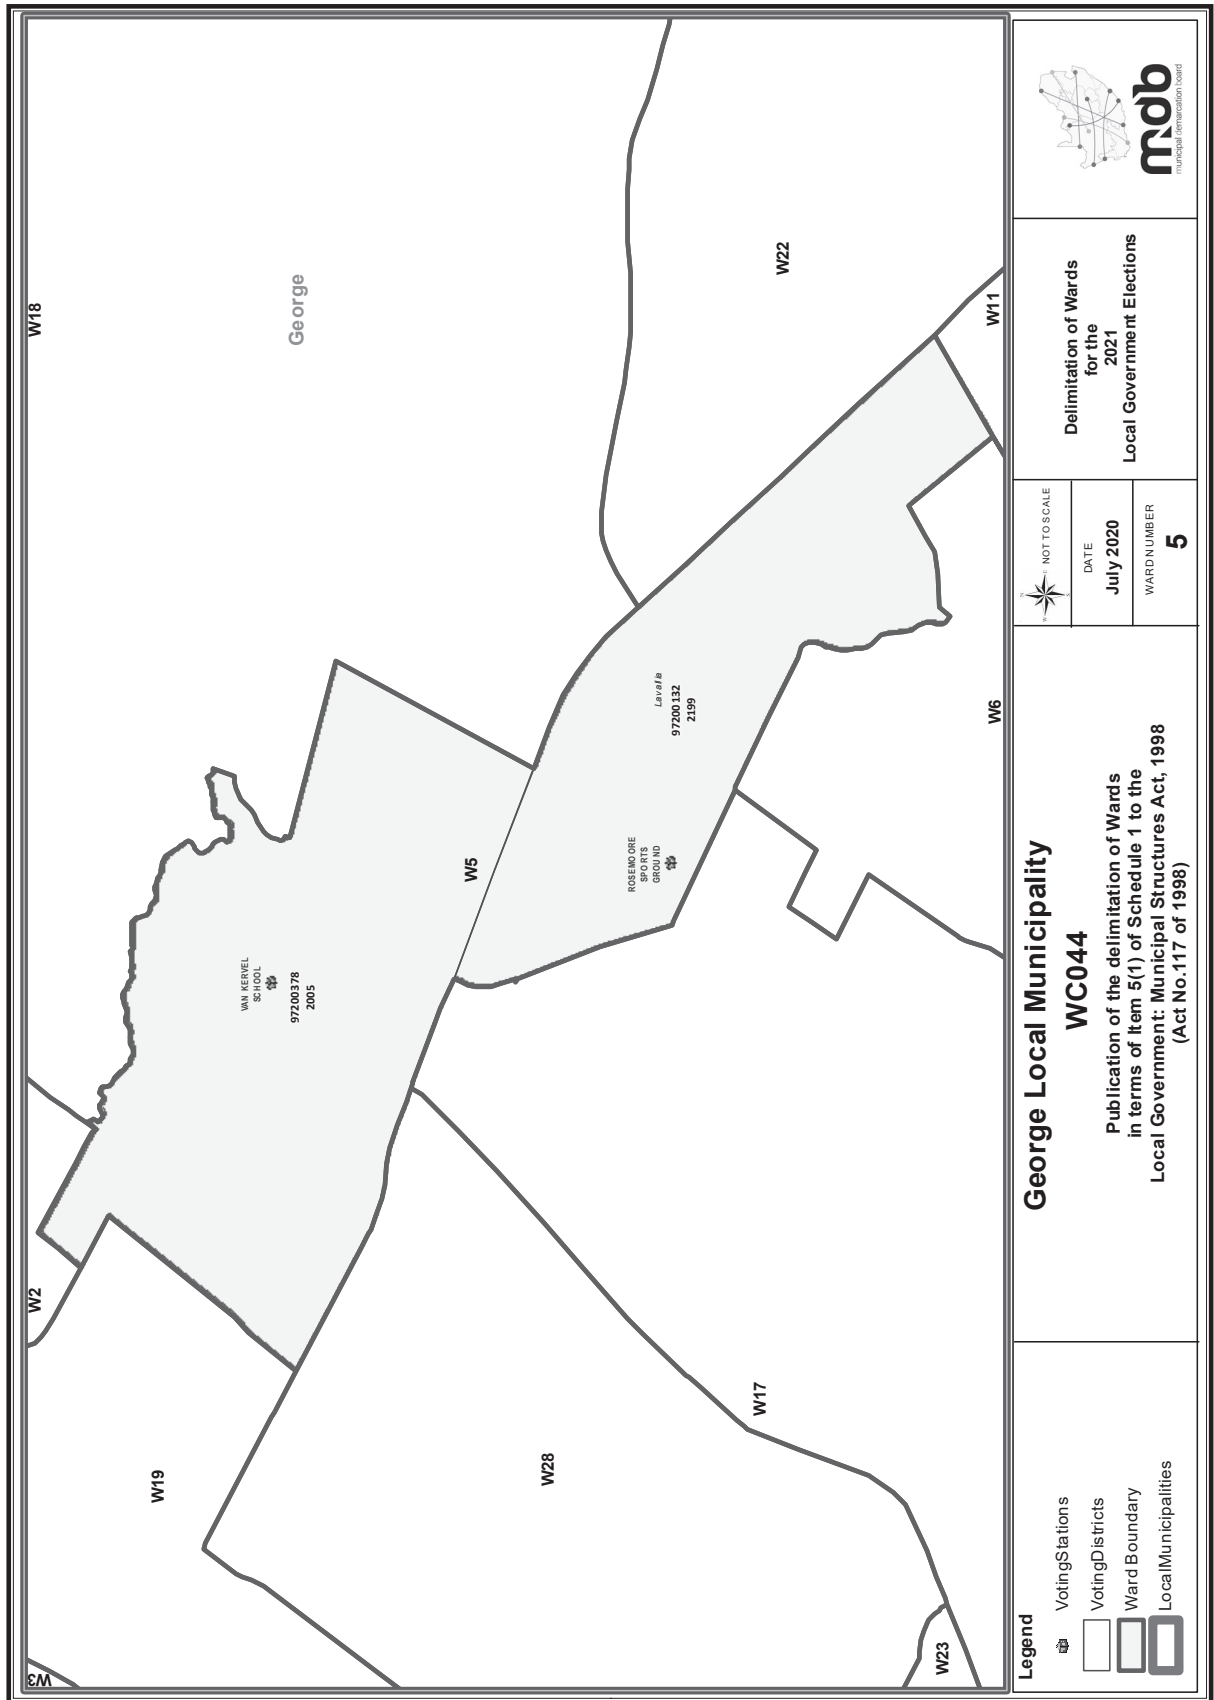 W18
George
W22
W11
W2
W5
VAN KERVEL
SCHOOL
97200378
2005
ROSEMOORE
SPORTS
GROUND
Lavalia
97200132
2199
W6
W19
W28
W17
W3
W23
Legend
VotingStations
VotingDistricts
Ward Boundary
LocalMunicipalities
George Local Municipality
WC044
Publication of the delimitation of Wards
in terms of Item 5(1) of Schedule 1 to the
Local Government: Municipal Structures Act, 1998
(Act No.117 of 1998)
N
W
E
S
NOT TO SCALE
DATE
July 2020
WARD NUMBER
5
Delimitation of Wards
for the
2021
Local Government Elections
mdb
municipal demarcation board